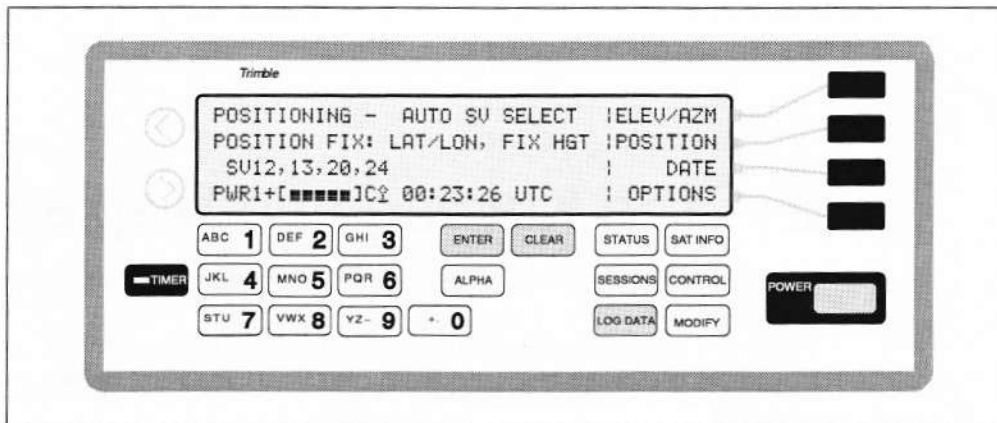 Trimble
POSITIONING - AUTO SV SELECT |ELEV/AZM
POSITION FIX: LAT/LON, FIX HGT |POSITION
SV12,13,20,24 | DATE
PWR1+[■■■■■]C 00:23:26 UTC | OPTIONS
ABC 1 DEF 2 GHI 3 ENTER CLEAR STATUS SAT INFO
TIMER JKL 4 MNO 5 PQR 6 ALPHA SESSIONS CONTROL POWER
STU 7 VWX 8 YZ- 9 +. 0 LOG DATA MODIFY